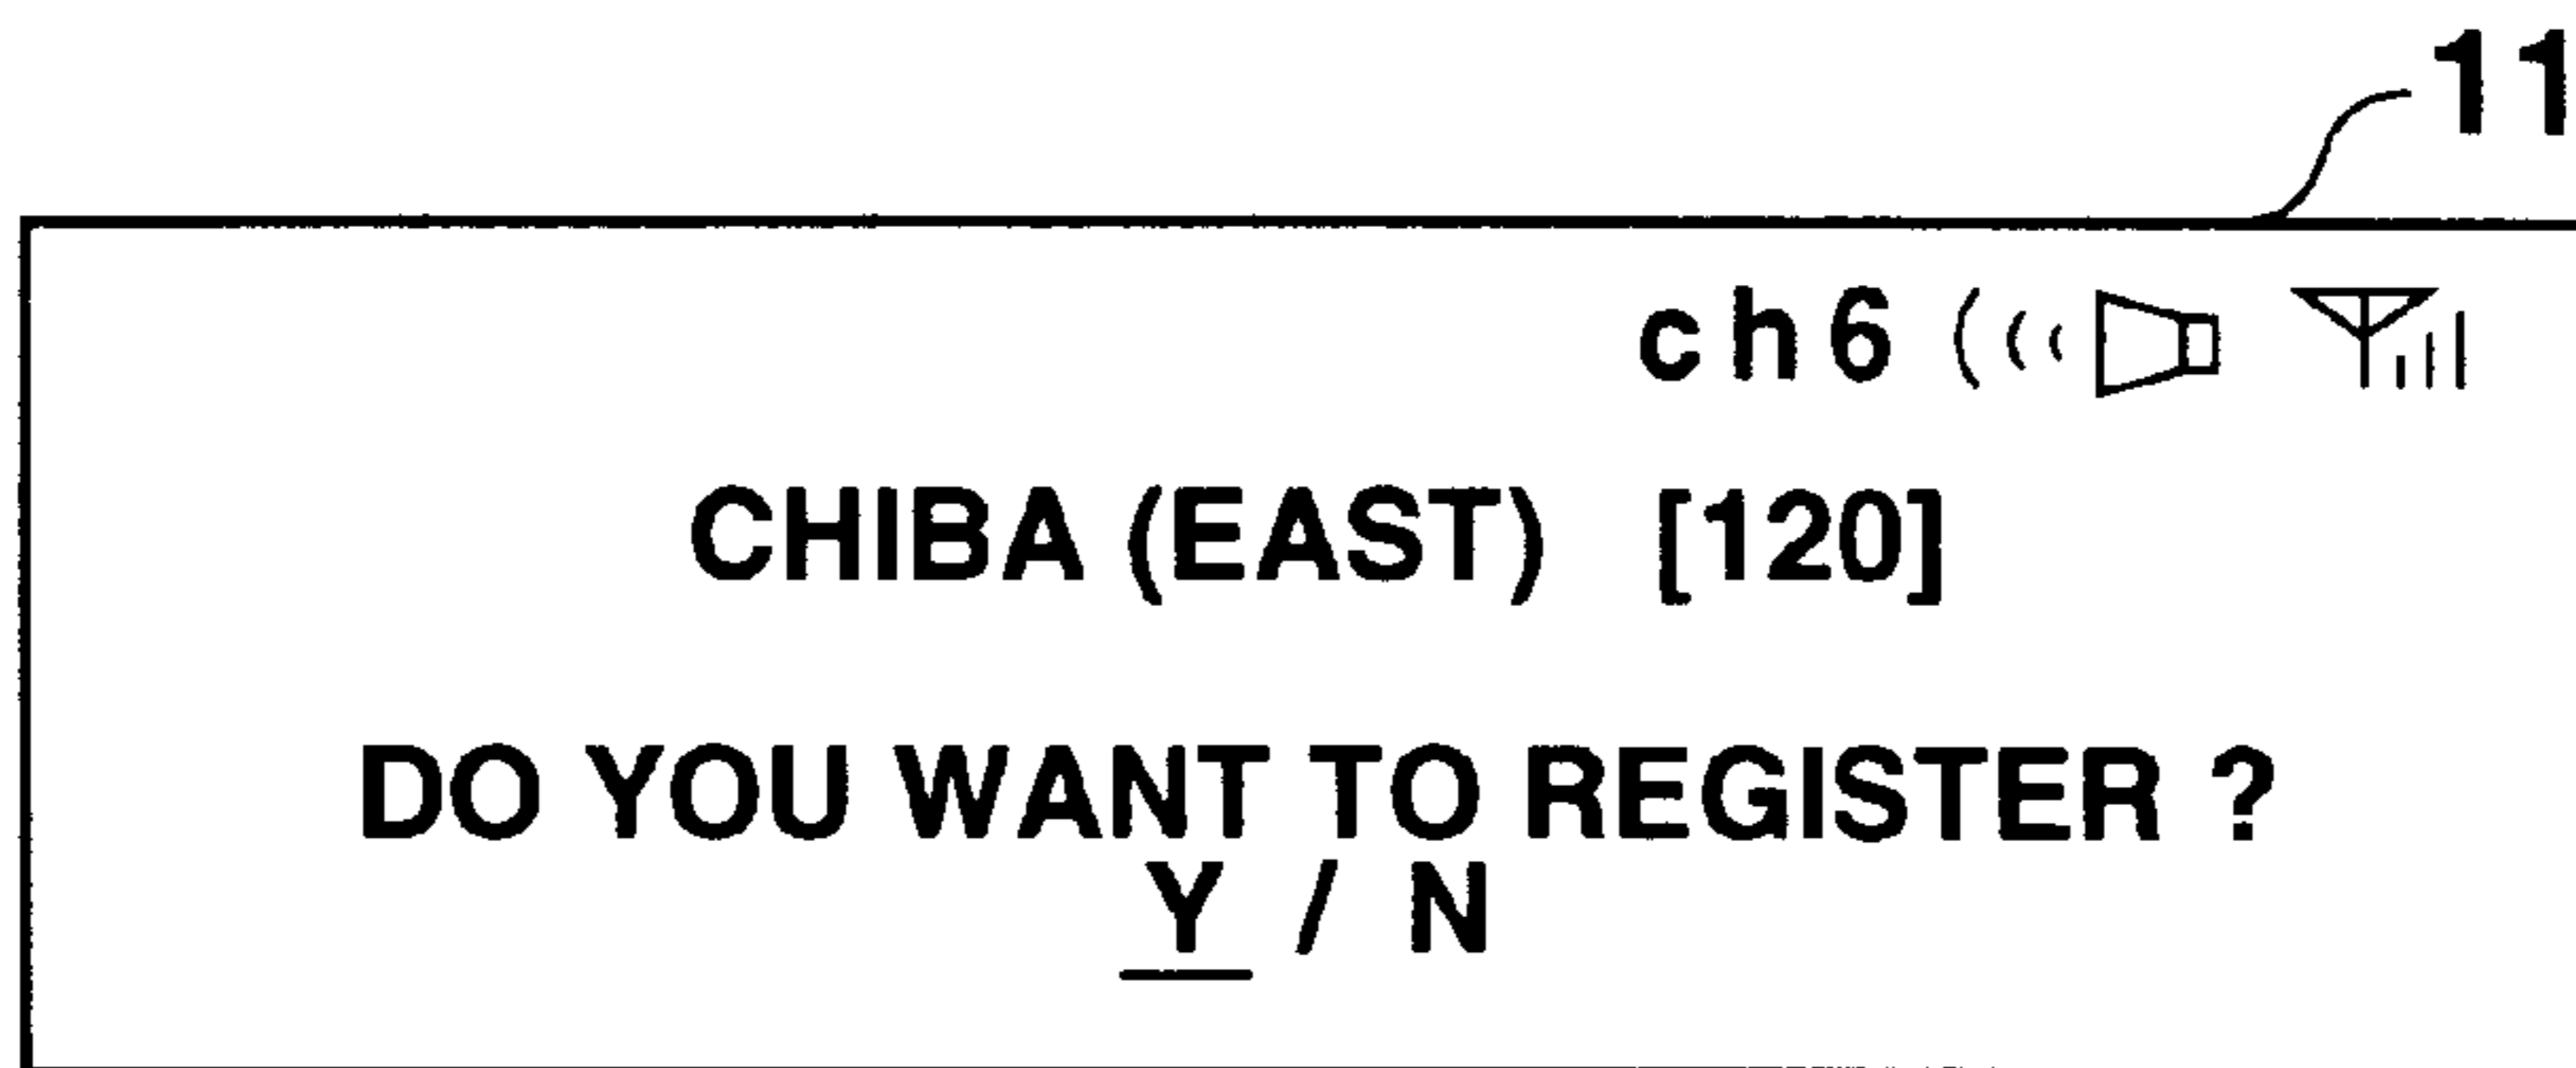 11
ch6
CHIBA (EAST) [120]
DO YOU WANT TO REGISTER ?
Y / N